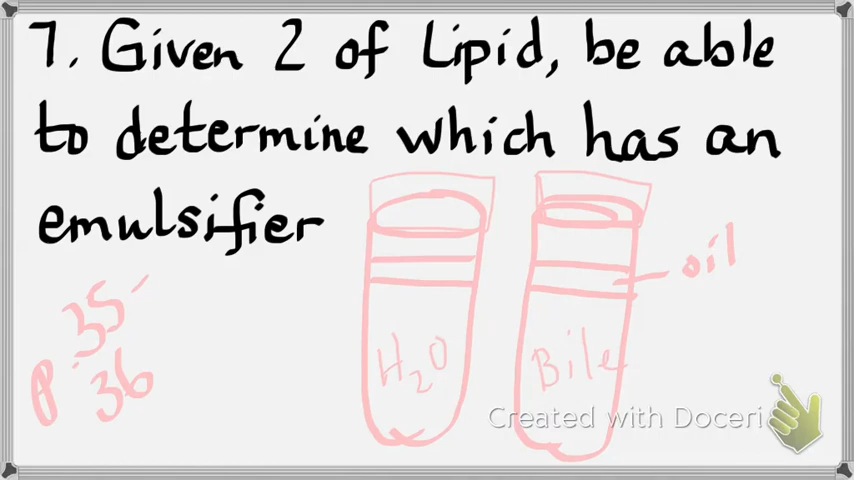 7. Given 2 of Lipid, be able
to determine which has an
emulsifier
oil
P. 35-
36
H2O
Bile
Created with Doceri